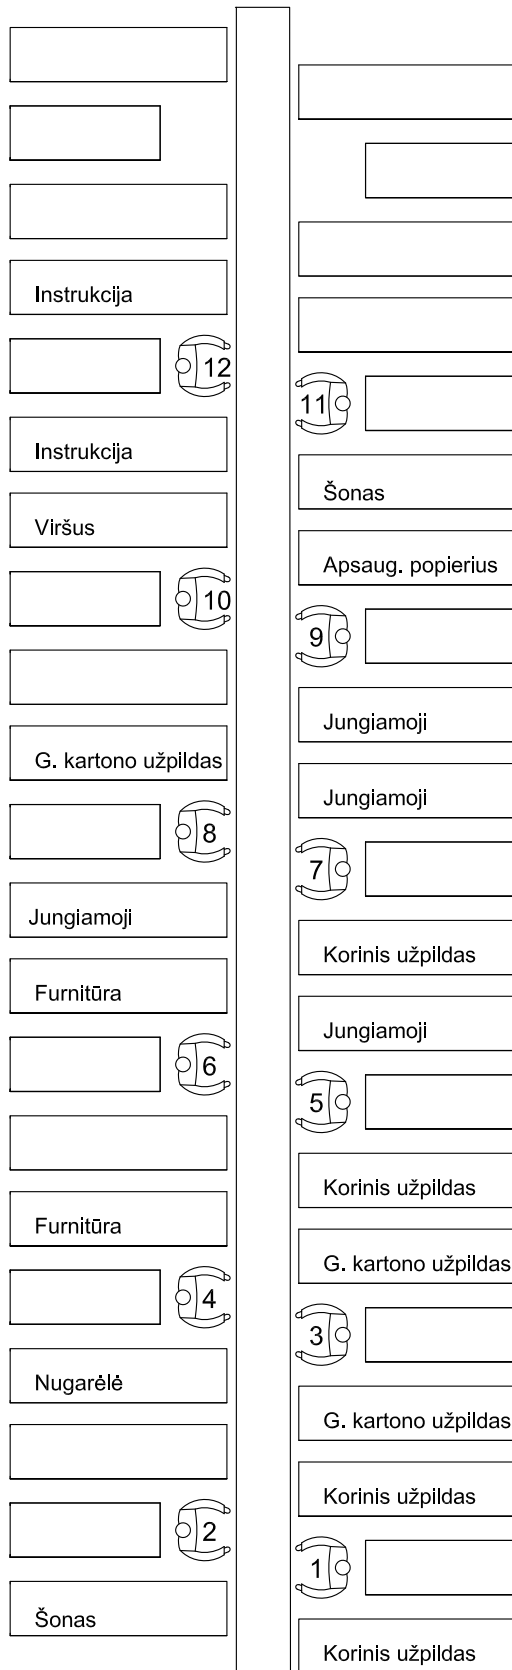 Instrukcija
12
11
Instrukcija
Šonas
Viršus
Apsaug. popierius
10
9
Jungiamoji
G. kartono užpildas
Jungiamoji
8
7
Jungiamoji
Korinis užpildas
Furnitūra
Jungiamoji
6
5
Korinis užpildas
Furnitūra
G. kartono užpildas
4
3
Nugarėlė
G. kartono užpildas
Korinis užpildas
2
1
Šonas
Korinis užpildas